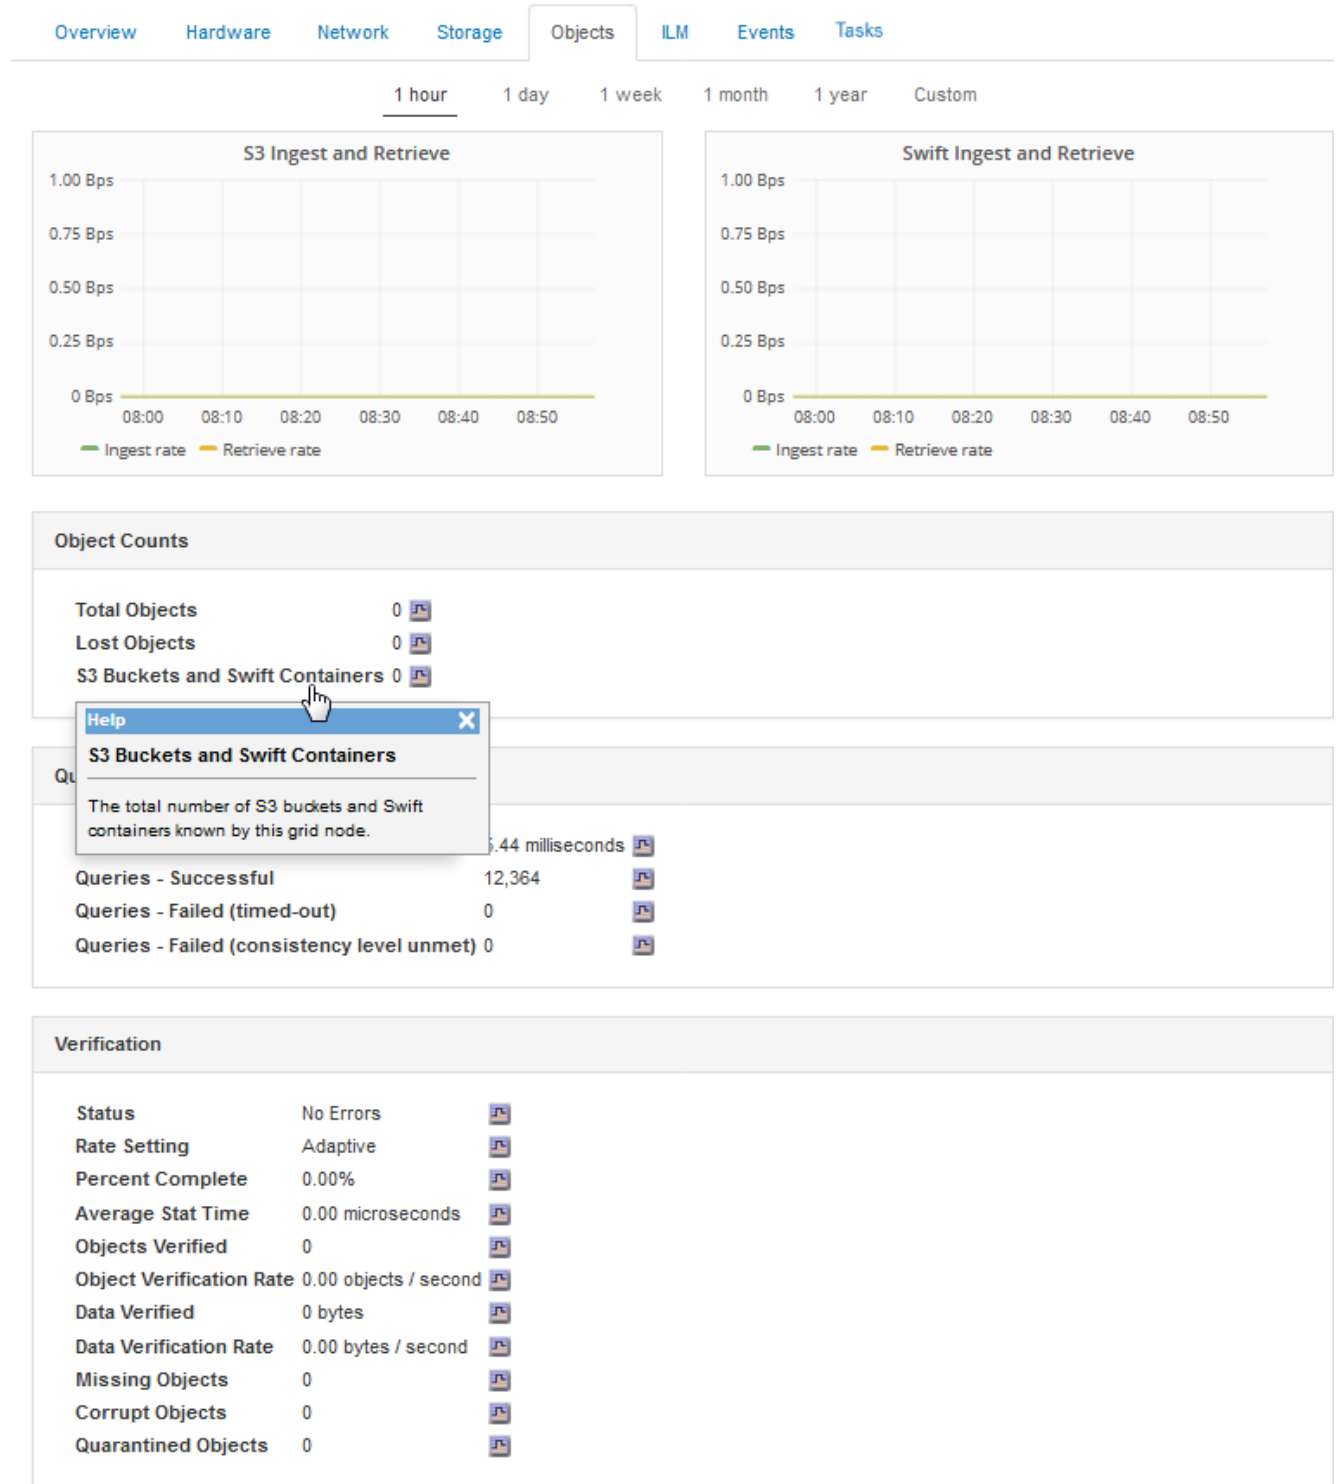 Overview Hardware Network Storage Objects ILM Events Tasks
1 hour 1 day 1 week 1 month 1 year Custom
S3 Ingest and Retrieve
1.00 Bps
0.75 Bps
0.50 Bps
0.25 Bps
0 Bps
08:00 08:10 08:20 08:30 08:40 08:50
Ingest rate Retrieve rate
Swift Ingest and Retrieve
1.00 Bps
0.75 Bps
0.50 Bps
0.25 Bps
0 Bps
08:00 08:10 08:20 08:30 08:40 08:50
Ingest rate Retrieve rate
Object Counts
Total Objects 0
Lost Objects 0
S3 Buckets and Swift Containers 0
Help
S3 Buckets and Swift Containers
The total number of S3 buckets and Swift
containers known by this grid node.
.44 milliseconds
Queries - Successful 12,364
Queries - Failed (timed-out) 0
Queries - Failed (consistency level unmet) 0
Verification
Status No Errors
Rate Setting Adaptive
Percent Complete 0.00%
Average Stat Time 0.00 microseconds
Objects Verified 0
Object Verification Rate 0.00 objects / second
Data Verified 0 bytes
Data Verification Rate 0.00 bytes / second
Missing Objects 0
Corrupt Objects 0
Quarantined Objects 0